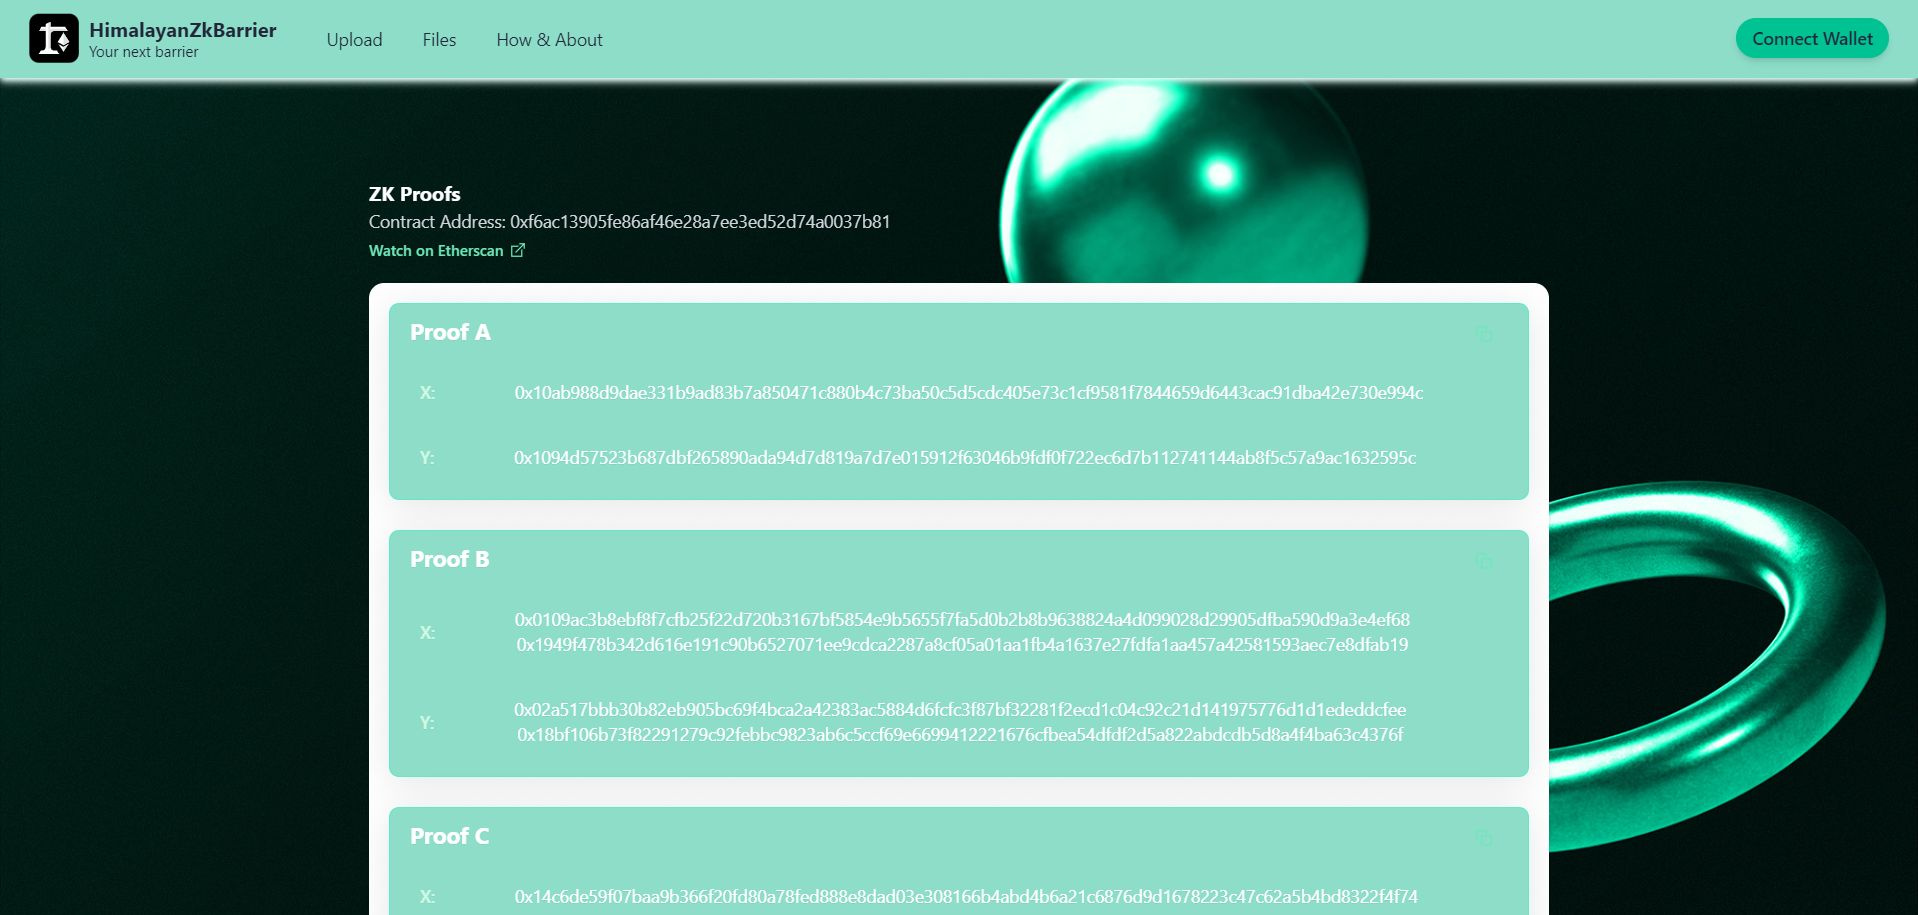 HimalayanZkBarrier
Your next barrier
Upload
Files
How & About
Connect Wallet
ZK Proofs
Contract Address: 0xf6ac13905fe86af46e28a7ee3ed52d74a0037b81
Watch on Etherscan
Proof A
X: 0x10ab988d9dae331b9ad83b7a850471c880b4c73ba50c5d5cdc405e73c1cf9581f7844659d6443cac91dba42e730e994c
Y: 0x1094d57523b687dbf265890ada94d7d819a7d7e015912f63046b9fdf0f722ec6d7b112741144ab8f5c57a9ac1632595c
Proof B
X: 0x0109ac3b8ebf8f7cfb25f22d720b3167bf5854e9b5655f7fa5d0b2b8b9638824a4d099028d29905dfba590d9a3e4ef68
0x1949f478b342d616e191c90b6527071ee9cdca2287a8cf05a01aa1fb4a1637e27fdfa1aa457a42581593aec7e8dfab19
Y: 0x02a517bbb30b82eb905bc69f4bca2a42383ac5884d6fcfc3f87bf32281f2ecd1c04c92c21d141975776d1d1ededdcfee
0x18bf106b73f82291279c92febbc9823ab6c5ccf69e6699412221676cfbea54dfdf2d5a822abdcdb5d8a4f4ba63c4376f
Proof C
X: 0x14c6de59f07baa9b366f20fd80a78fed888e8dad03e308166b4abd4b6a21c6876d9d1678223c47c62a5b4bd8322f4f74